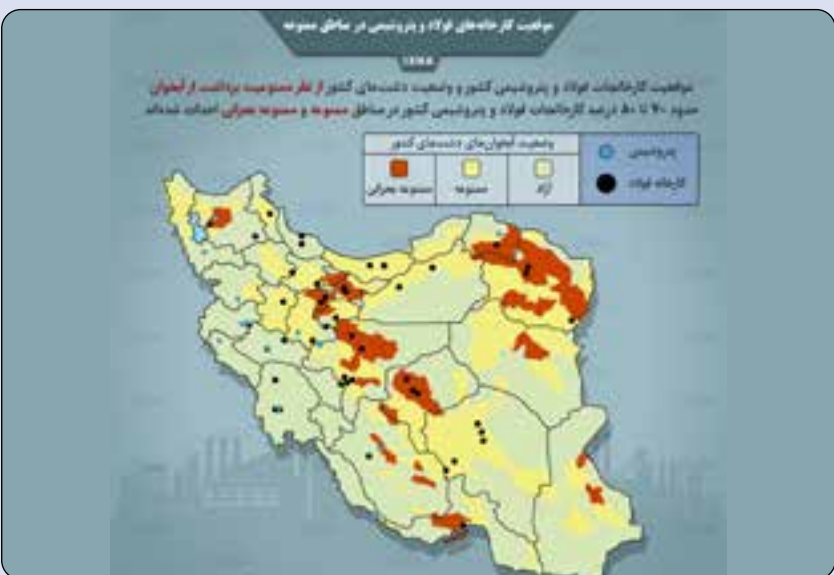 موقعیت کارخانه‌های فولاد و پتروشیمی در مناطق ممنوعه
موقعیت کارخانجات فولاد و پتروشیمی کشور و وضعیت دشت‌های کشور از نظر ممنوعیت برداشت از آبخوان
حدود ۷۰ تا ۸۰ درصد کارخانجات فولاد و پتروشیمی کشور در مناطق ممنوعه و ممنوعه بحرانی احداث شده‌اند
وضعیت آبخوان‌های دشت‌های کشور
پتروشیمی
آزاد
ممنوعه
ممنوعه بحرانی
کارخانه فولاد